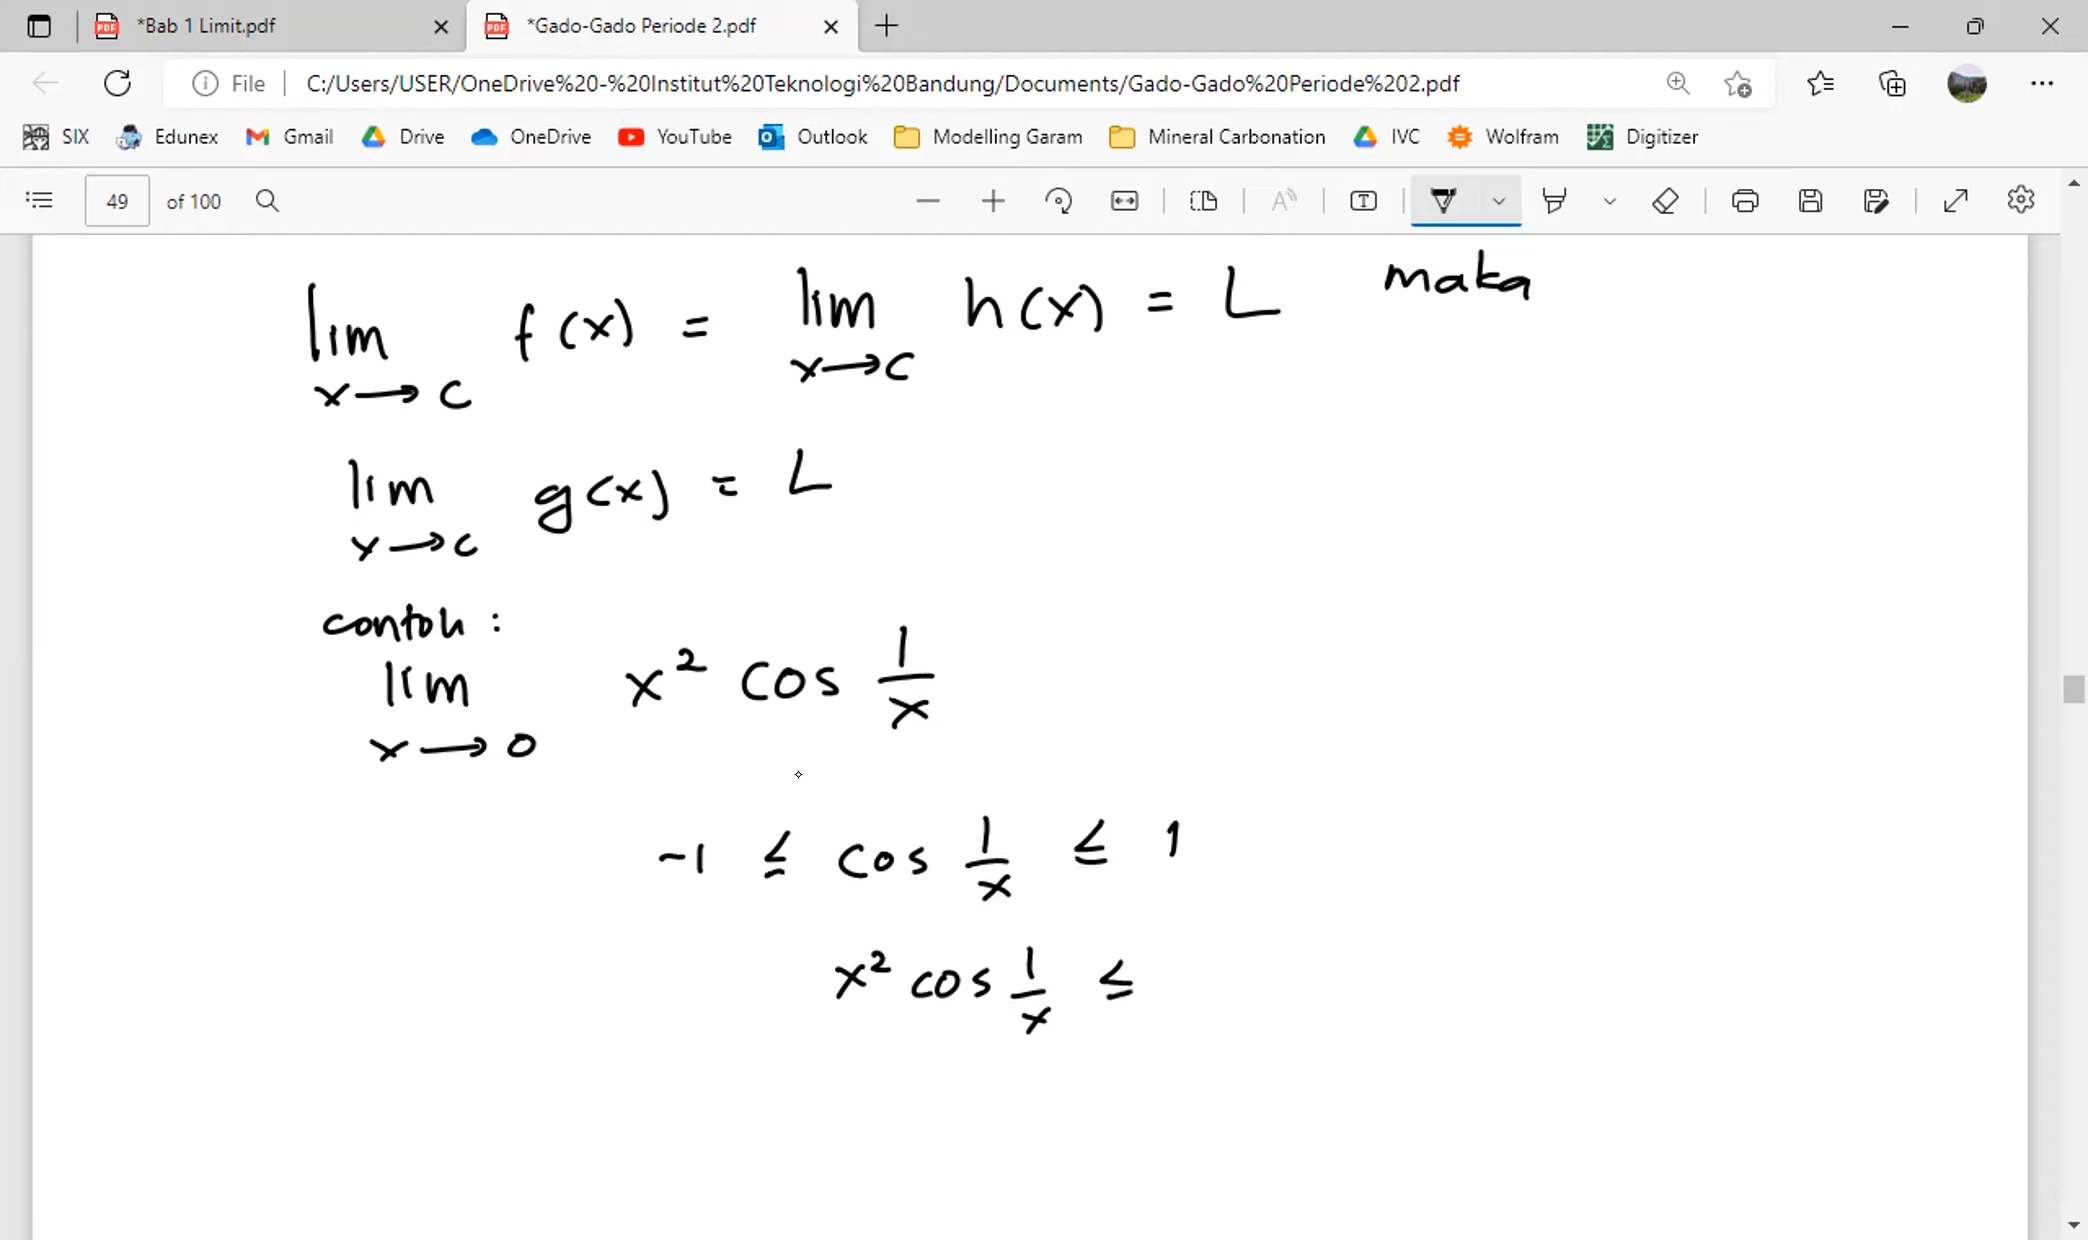 *Bab 1 Limit.pdf *Gado-Gado Periode 2.pdf
File C:/Users/USER/OneDrive%20-%20Institut%20Teknologi%20Bandung/Documents/Gado-Gado%20Periode%202.pdf
SIX Edunex Gmail Drive OneDrive YouTube Outlook Modelling Garam Mineral Carbonation IVC Wolfram Digitizer
49 of 100
lim x→c f(x) = lim x→c h(x) = L maka
lim x→c g(x) = L
contoh :
lim x→0 x² cos 1/x
-1 ≤ cos 1/x ≤ 1
x² cos 1/x ≤